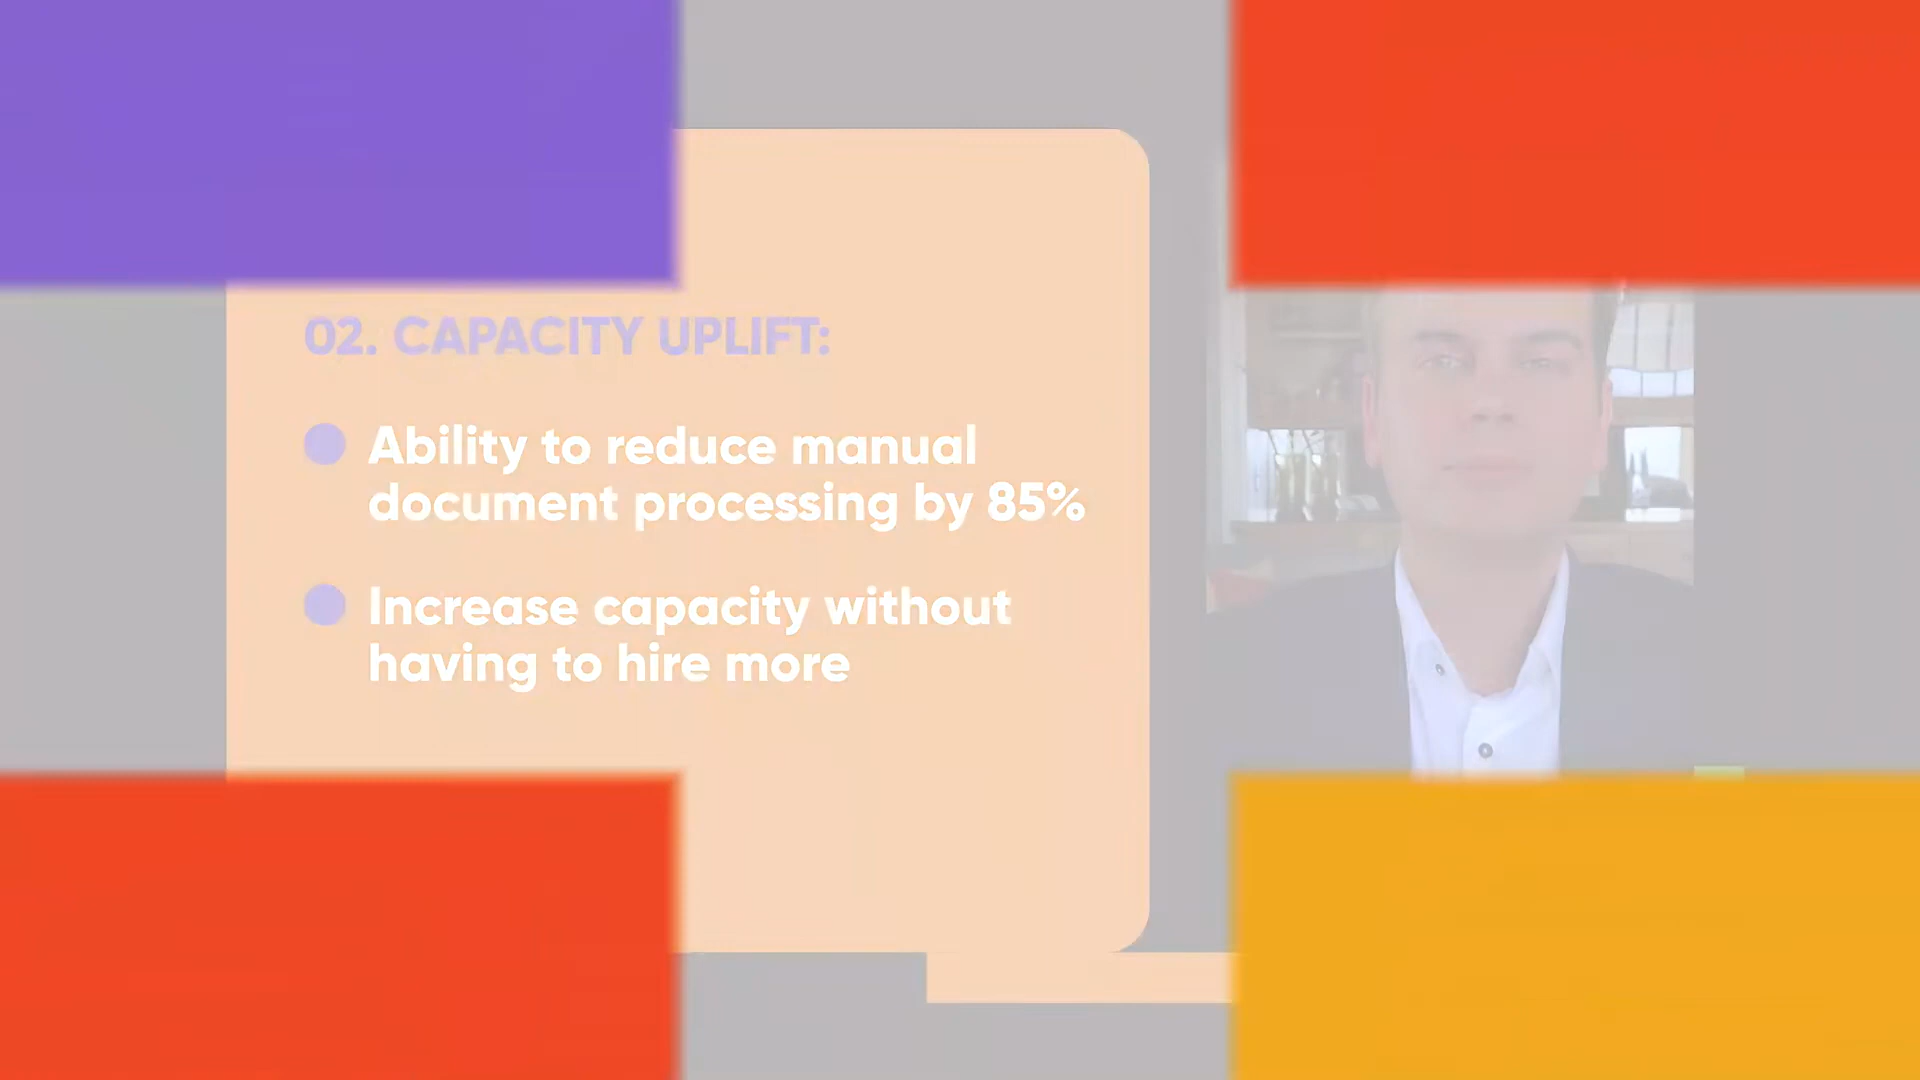 02. CAPACITY UPLIFT:
Ability to reduce manual
document processing by 85%
Increase capacity without
having to hire more